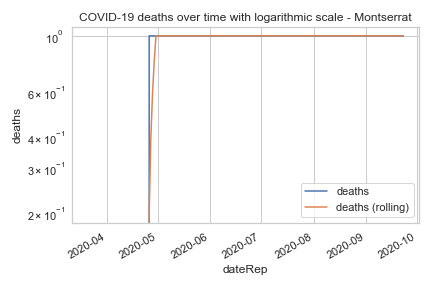 COVID-19 deaths over time with logarithmic scale - Montserrat
10⁰
6 × 10⁻¹
4 × 10⁻¹
3 × 10⁻¹
2 × 10⁻¹
deaths
deaths
deaths (rolling)
2020-04
2020-05
2020-06
2020-07
2020-08
2020-09
2020-10
dateRep